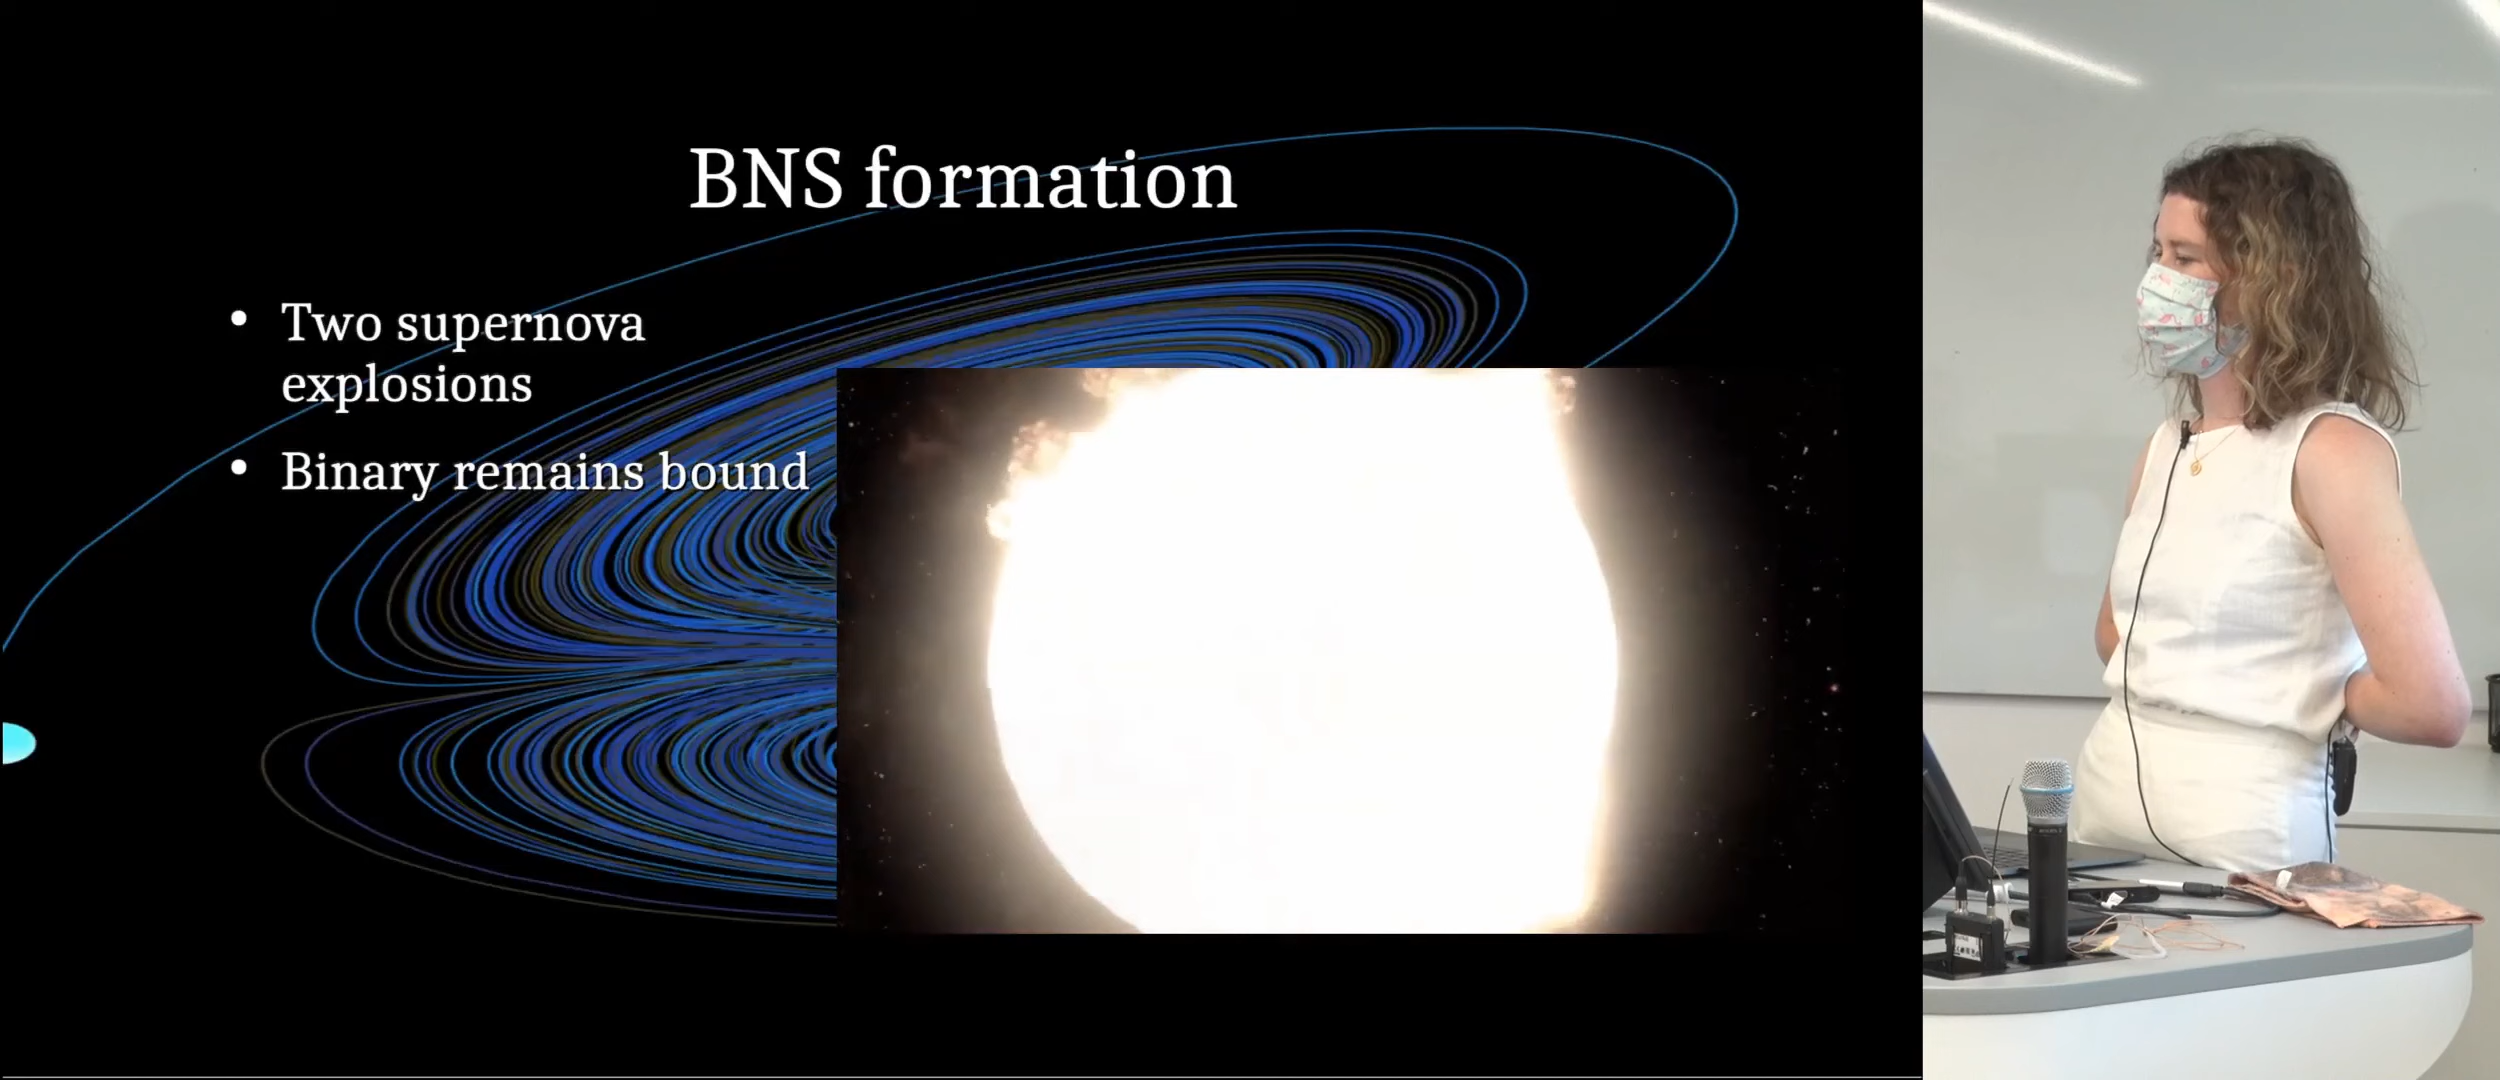 BNS formation
• Two supernova
explosions
• Binary remains bound